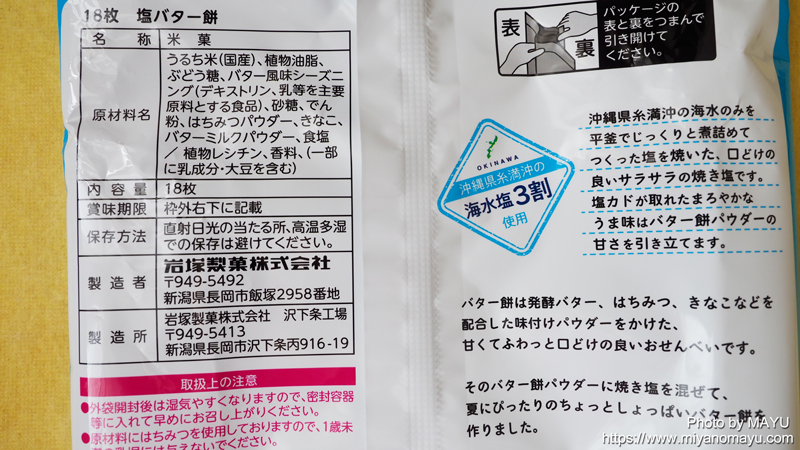 18枚 塩バター餅
名称 米菓
原材料名
うるち米(国産)、植物油脂、
ぶどう糖、バター風味シーズニ
ング(デキストリン、乳等を主要
原料とする食品)、砂糖、でん
粉、はちみつパウダー、きなこ、
バターミルクパウダー、食塩
／植物レシチン、香料、(一部
に乳成分・大豆を含む)
内容量 18枚
賞味期限 枠外右下に記載
保存方法
直射日光の当たる所、高温多湿
での保存は避けてください。
製造者
岩塚製菓株式会社
〒949-5492
新潟県長岡市飯塚2958番地
製造所
岩塚製菓株式会社 沢下条工場
〒949-5413
新潟県長岡市沢下条丙916-19
取扱上の注意
●外袋開封後は湿気やすくなりますので、密封容器
等に入れて早めにお召し上がりください。
●原材料にはちみつを使用しておりますので、1歳未
満の乳児には与えないでください。
表
裏
パッケージの
表と裏をつまんで
引き開けて
ください。
OKINAWA
沖縄県糸満沖の
海水塩3割
使用
沖縄県糸満沖の海水のみを
平釜でじっくりと煮詰めて
つくった塩を焼いた、口どけの
良いサラサラの焼き塩です。
塩カドが取れたまろやかな
うま味はバター餅パウダーの
甘さを引き立てます。
バター餅は発酵バター、はちみつ、きなこなどを
配合した味付けパウダーをかけた、
甘くてふわっと口どけの良いおせんべいです。
そのバター餅パウダーに焼き塩を混ぜて、
夏にぴったりのちょっとしょっぱいバター餅を
作りました。
Photo by MAYU
https://www.miyanomayu.com/